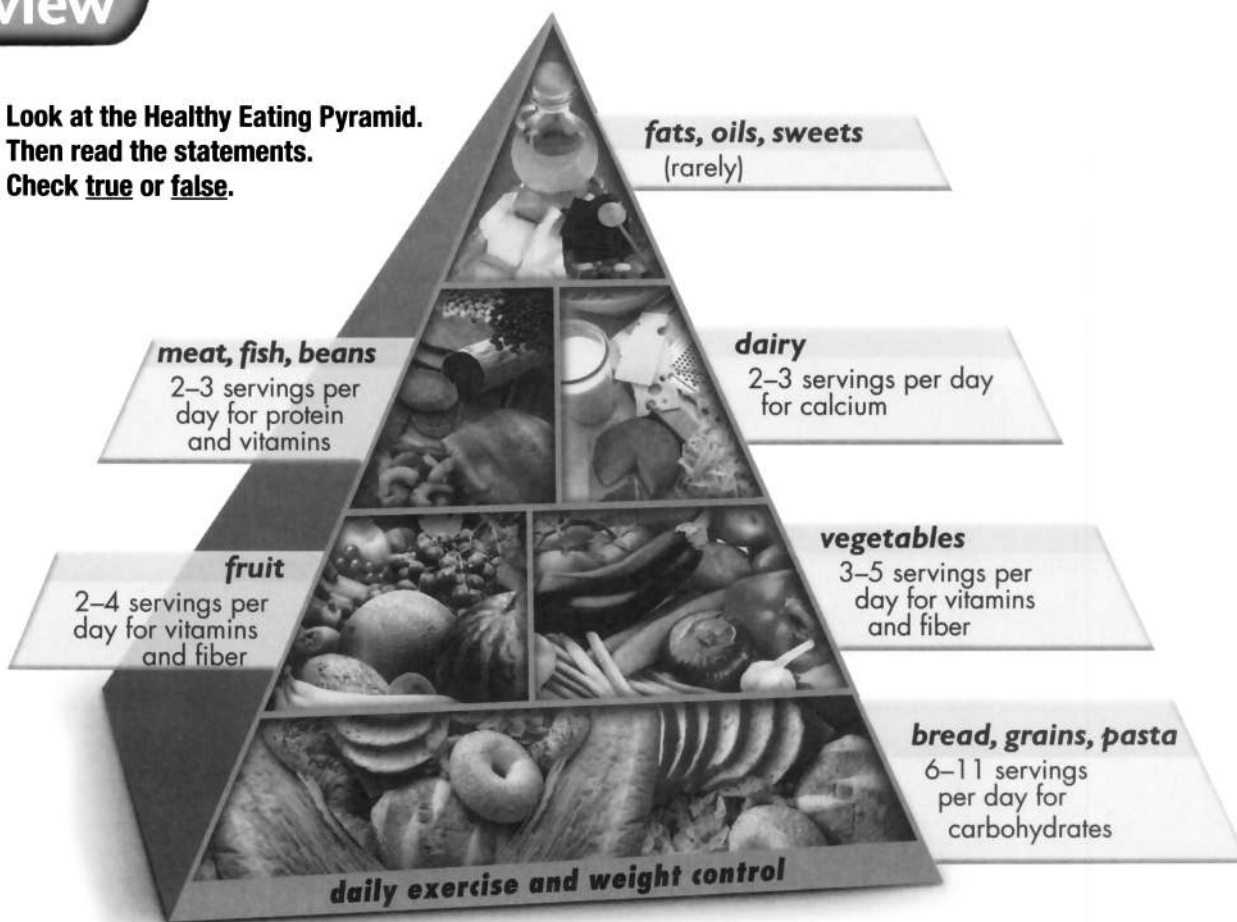 Look at the Healthy Eating Pyramid.
Then read the statements.
Check true or false.
fats, oils, sweets
(rarely)
meat, fish, beans
2–3 servings per
day for protein
and vitamins
dairy
2–3 servings per day
for calcium
fruit
2–4 servings per
day for vitamins
and fiber
vegetables
3–5 servings per
day for vitamins
and fiber
bread, grains, pasta
6–11 servings
per day for
carbohydrates
daily exercise and weight control